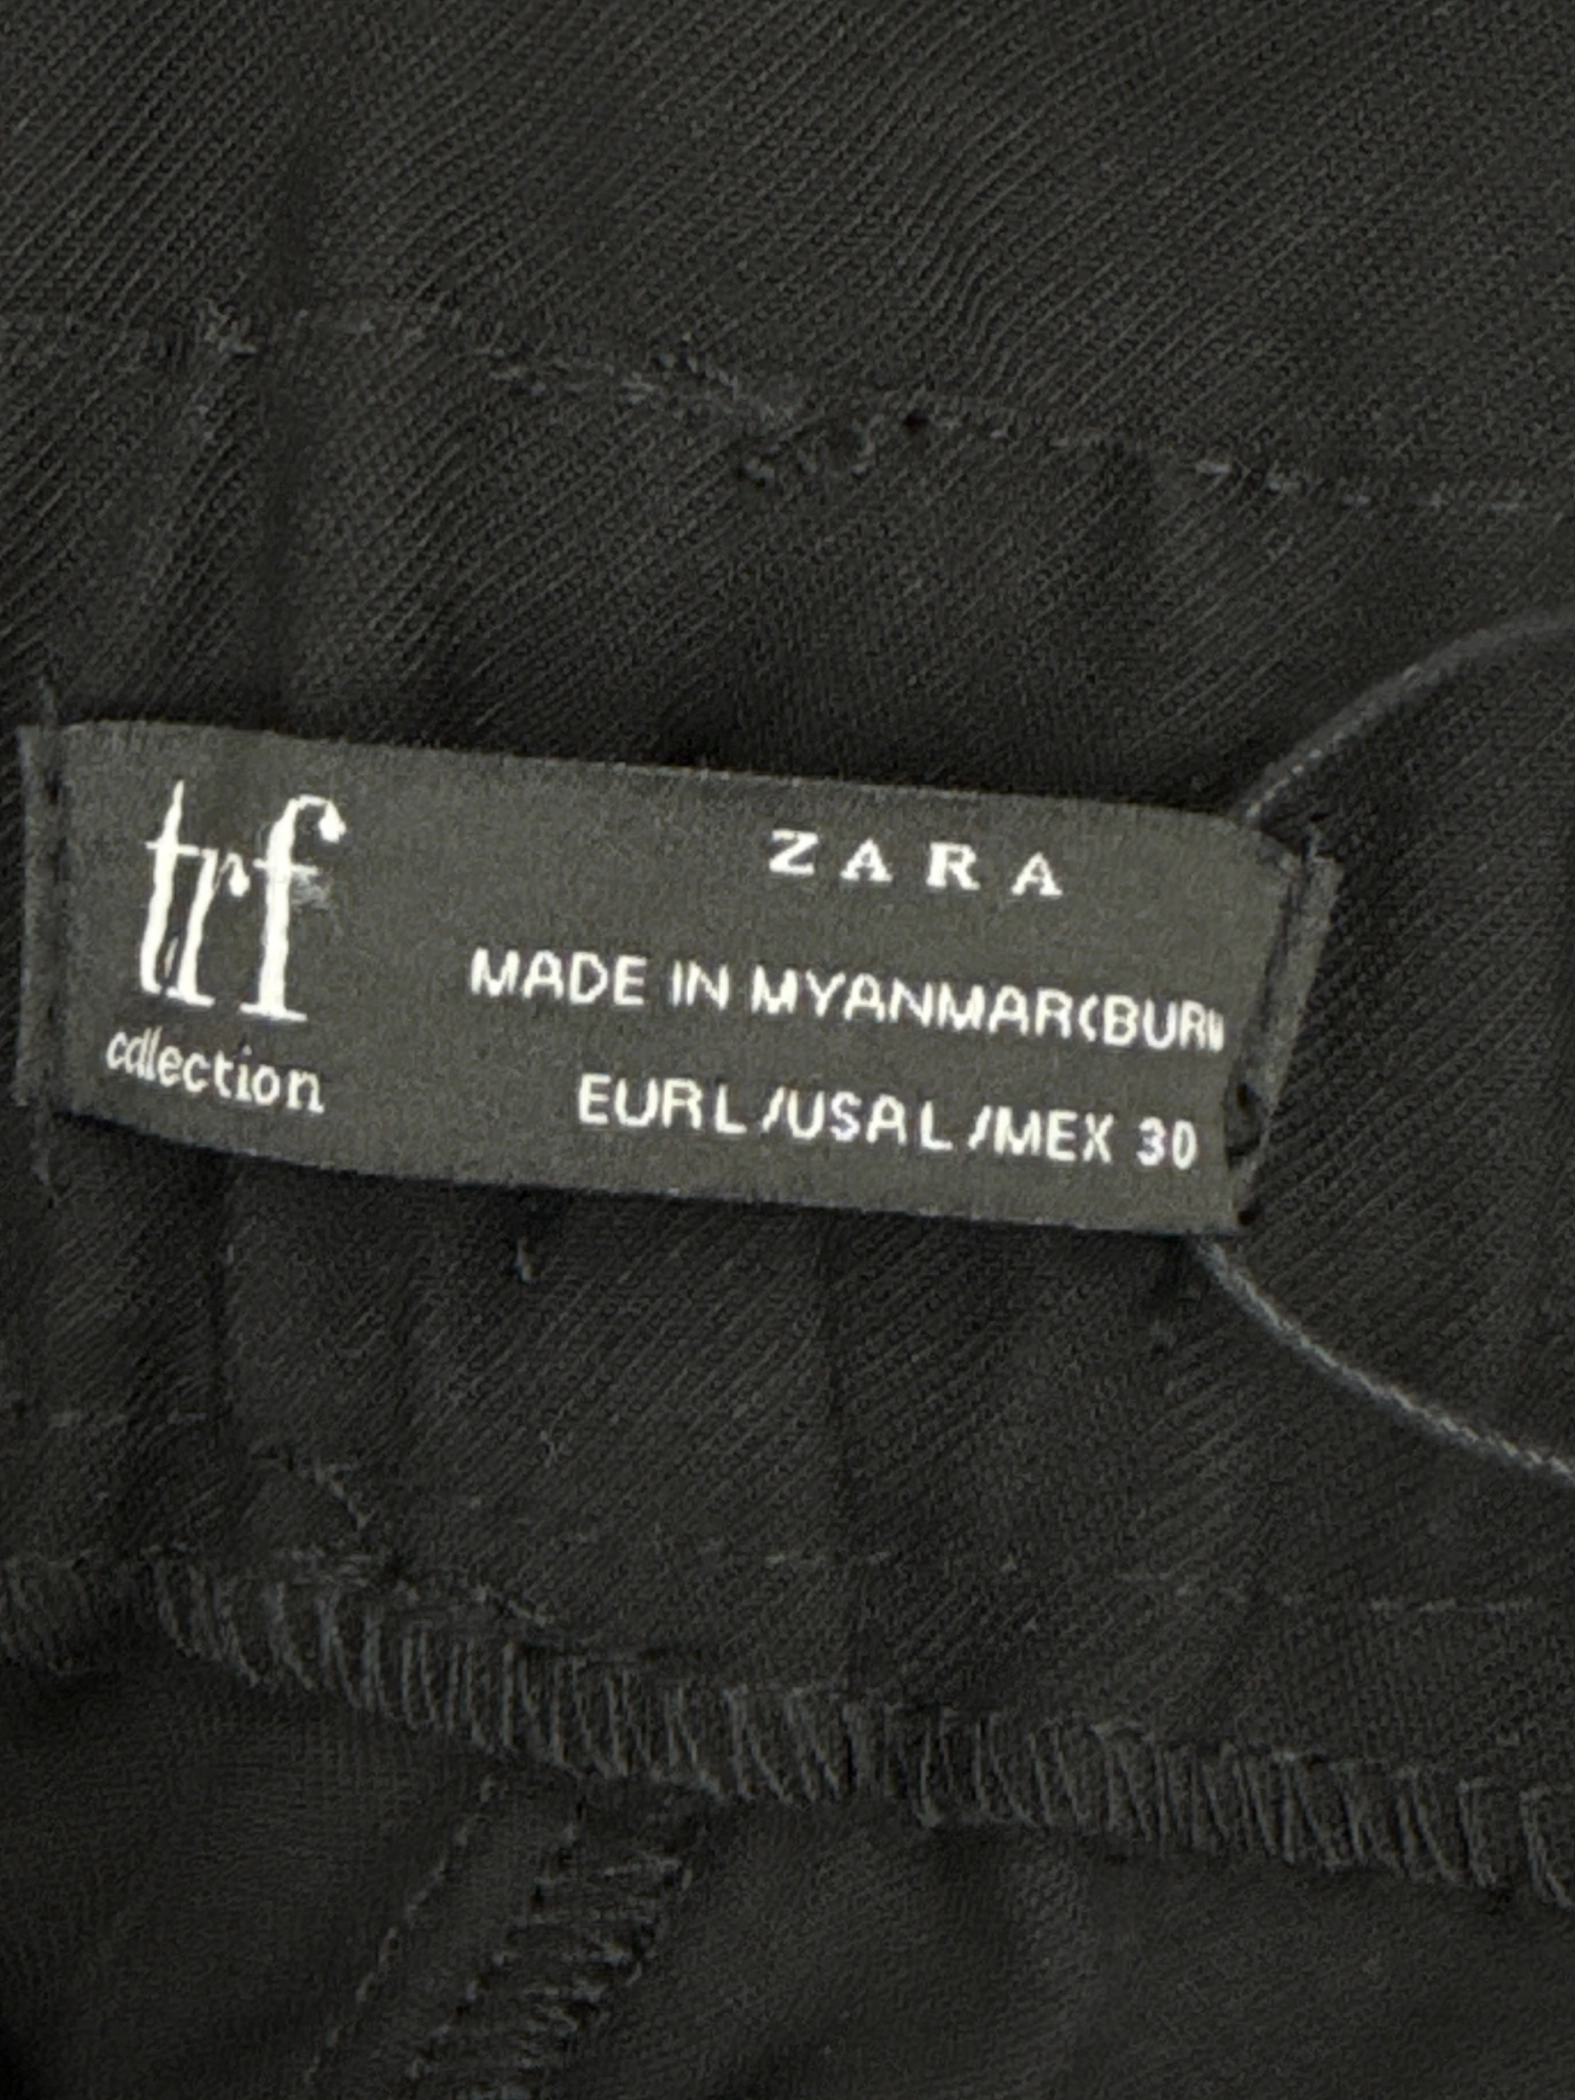 trf
collection
ZARA
MADE IN MYANMAR(BUR
EUR L /USA L /MEX 30